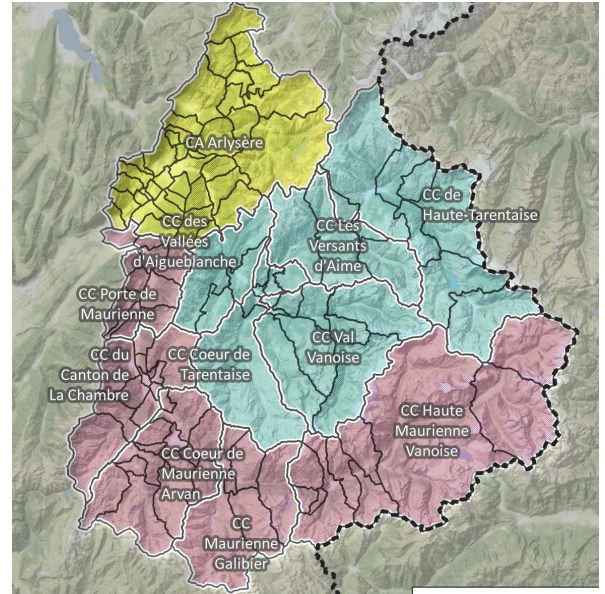 CA Arlysère
CC de
Haute-Tarentaise
CC des
Vallées
d'Aigueblanche
CC Les
Versants
d'Aime
CC Porte de
Maurienne
CC du
Canton de
La Chambre
CC Coeur de
Tarentaise
CC Val
Vanoise
CC Haute
Maurienne
Vanoise
CC Coeur de
Maurienne
Arvan
CC
Maurienne
Galibier